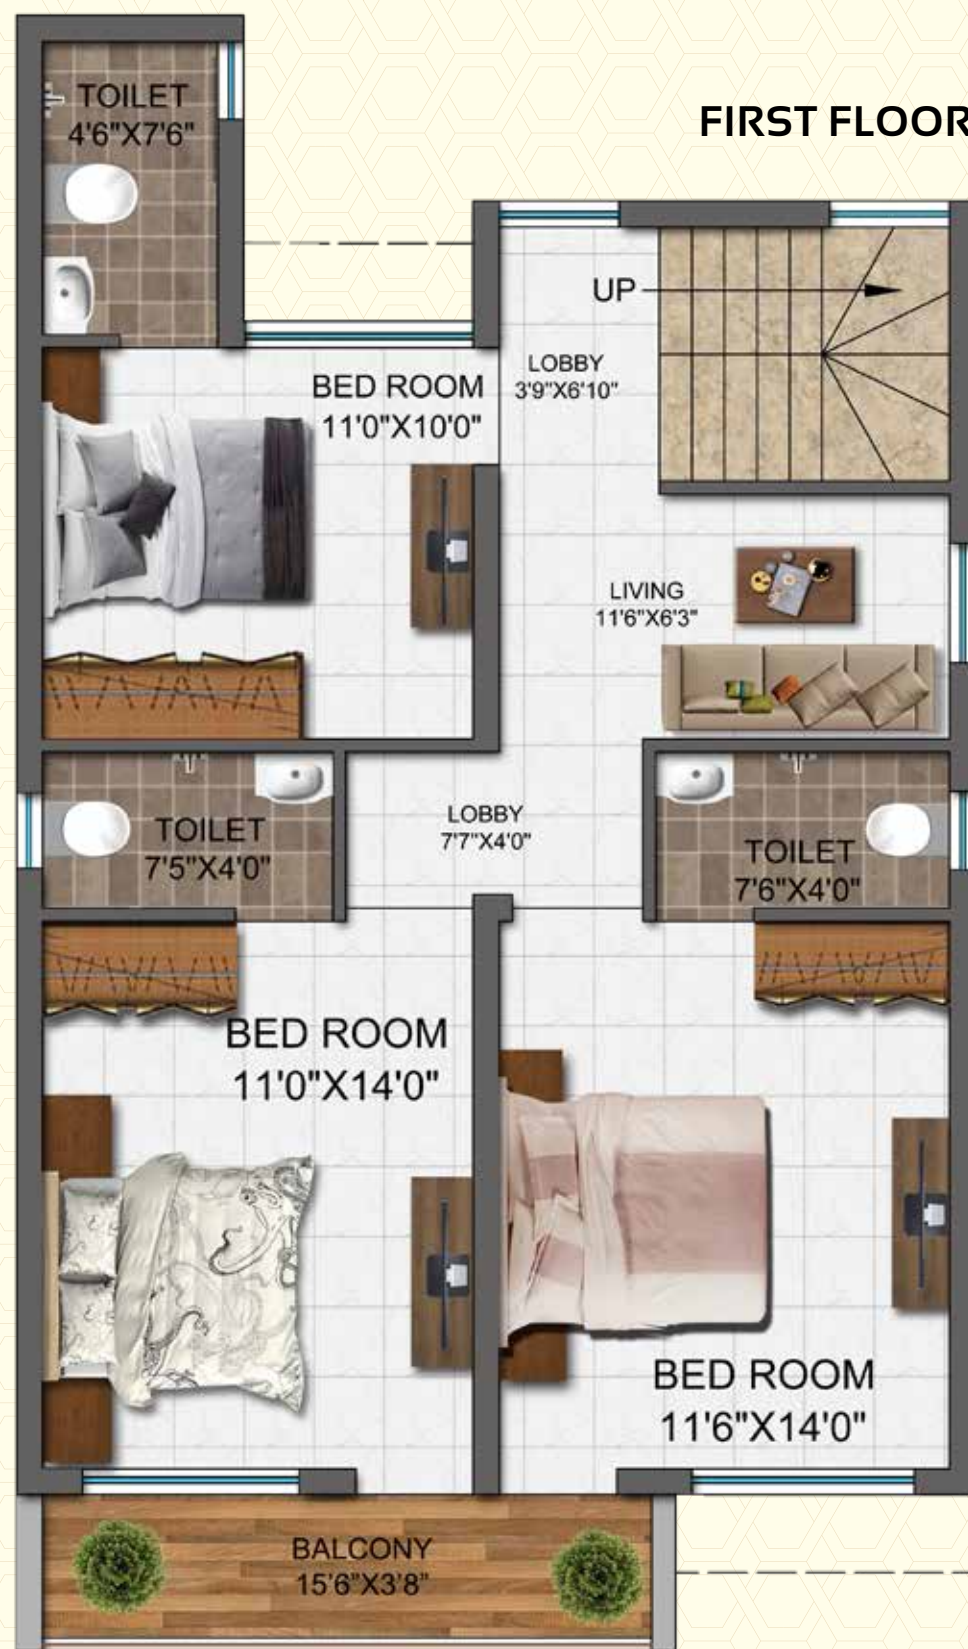 TOILET
4'6"X7'6"
FIRST FLOOR
UP
LOBBY
3'9"X6'10"
BED ROOM
11'0"X10'0"
LIVING
11'6"X6'3"
LOBBY
7'7"X4'0"
TOILET
7'5"X4'0"
TOILET
7'6"X4'0"
BED ROOM
11'0"X14'0"
BED ROOM
11'6"X14'0"
BALCONY
15'6"X3'8"